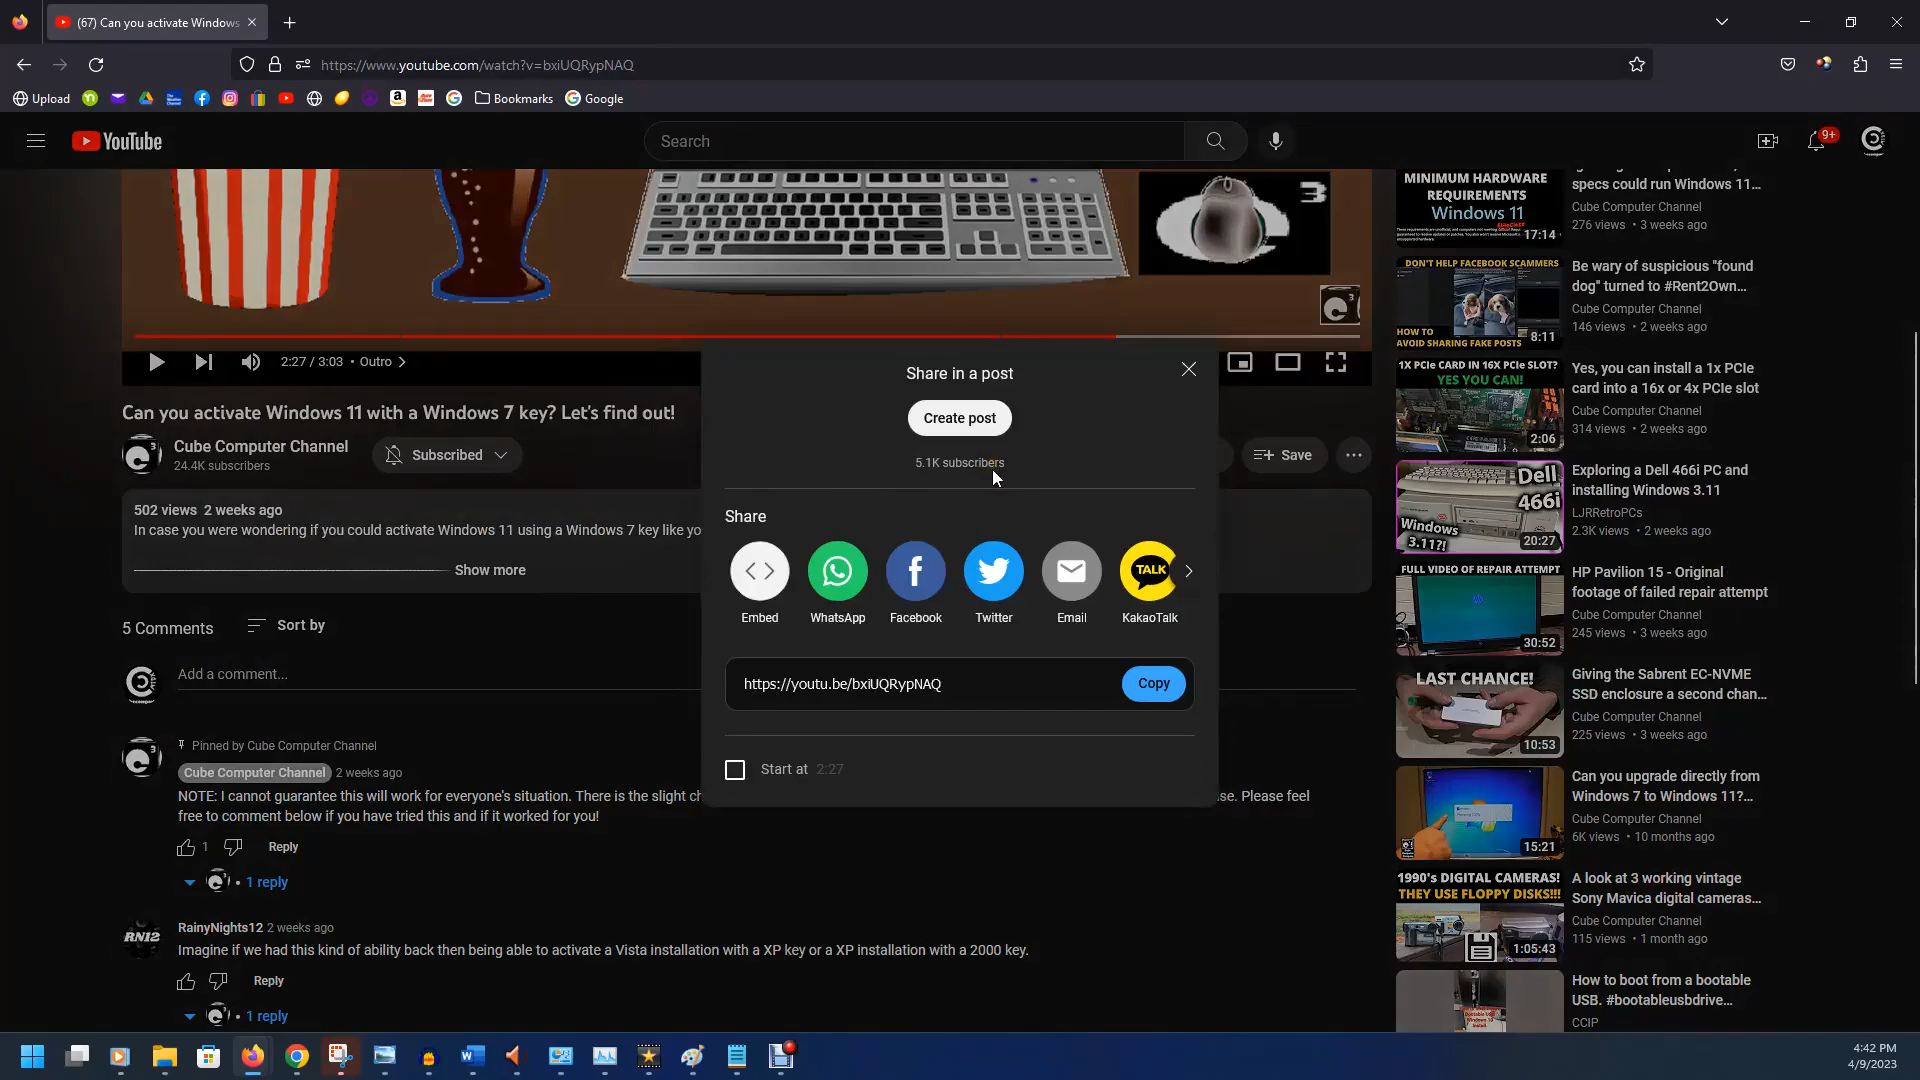 (67) Can you activate Windows
https://www.youtube.com/watch?v=bxiUQRypNAQ
Upload
Bookmarks
Google
YouTube
Search
9+
3
2:27 / 3:03 • Outro
Can you activate Windows 11 with a Windows 7 key? Let's find out!
Cube Computer Channel
24.4K subscribers
Subscribed
Save
502 views 2 weeks ago
In case you were wondering if you could activate Windows 11 using a Windows 7 key like yo
Show more
5 Comments
Sort by
Add a comment...
Pinned by Cube Computer Channel
Cube Computer Channel 2 weeks ago
NOTE: I cannot guarantee this will work for everyone's situation. There is the slight ch
se. Please feel
free to comment below if you have tried this and if it worked for you!
1
Reply
• 1 reply
RN12
RainyNights12 2 weeks ago
Imagine if we had this kind of ability back then being able to activate a Vista installation with a XP key or a XP installation with a 2000 key.
Reply
• 1 reply
Share in a post
Create post
5.1K subscribers
Share
Embed
WhatsApp
Facebook
Twitter
Email
TALK
KakaoTalk
https://youtu.be/bxiUQRypNAQ
Copy
Start at 2:27
MINIMUM HARDWARE
REQUIREMENTS
Windows 11
17:14
specs could run Windows 11...
Cube Computer Channel
276 views • 3 weeks ago
DON'T HELP FACEBOOK SCAMMERS
HOW TO
AVOID SHARING FAKE POSTS
8:11
Be wary of suspicious "found
dog" turned to #Rent2Own...
Cube Computer Channel
146 views • 2 weeks ago
1X PCIe CARD IN 16X PCIe SLOT?
YES YOU CAN!
2:06
Yes, you can install a 1x PCIe
card into a 16x or 4x PCIe slot
Cube Computer Channel
314 views • 2 weeks ago
Dell
466i
Windows
3.11?!
20:27
Exploring a Dell 466i PC and
installing Windows 3.11
LJRRetroPCs
2.3K views • 2 weeks ago
FULL VIDEO OF REPAIR ATTEMPT
30:52
HP Pavilion 15 - Original
footage of failed repair attempt
Cube Computer Channel
245 views • 3 weeks ago
LAST CHANCE!
10:53
Giving the Sabrent EC-NVME
SSD enclosure a second chan...
Cube Computer Channel
225 views • 3 weeks ago
15:21
Can you upgrade directly from
Windows 7 to Windows 11?...
Cube Computer Channel
6K views • 10 months ago
1990's DIGITAL CAMERAS!
THEY USE FLOPPY DISKS!!!
1:05:43
A look at 3 working vintage
Sony Mavica digital cameras...
Cube Computer Channel
115 views • 1 month ago
How to boot from a bootable
USB. #bootableusbdrive...
CCIP
4:42 PM
4/9/2023